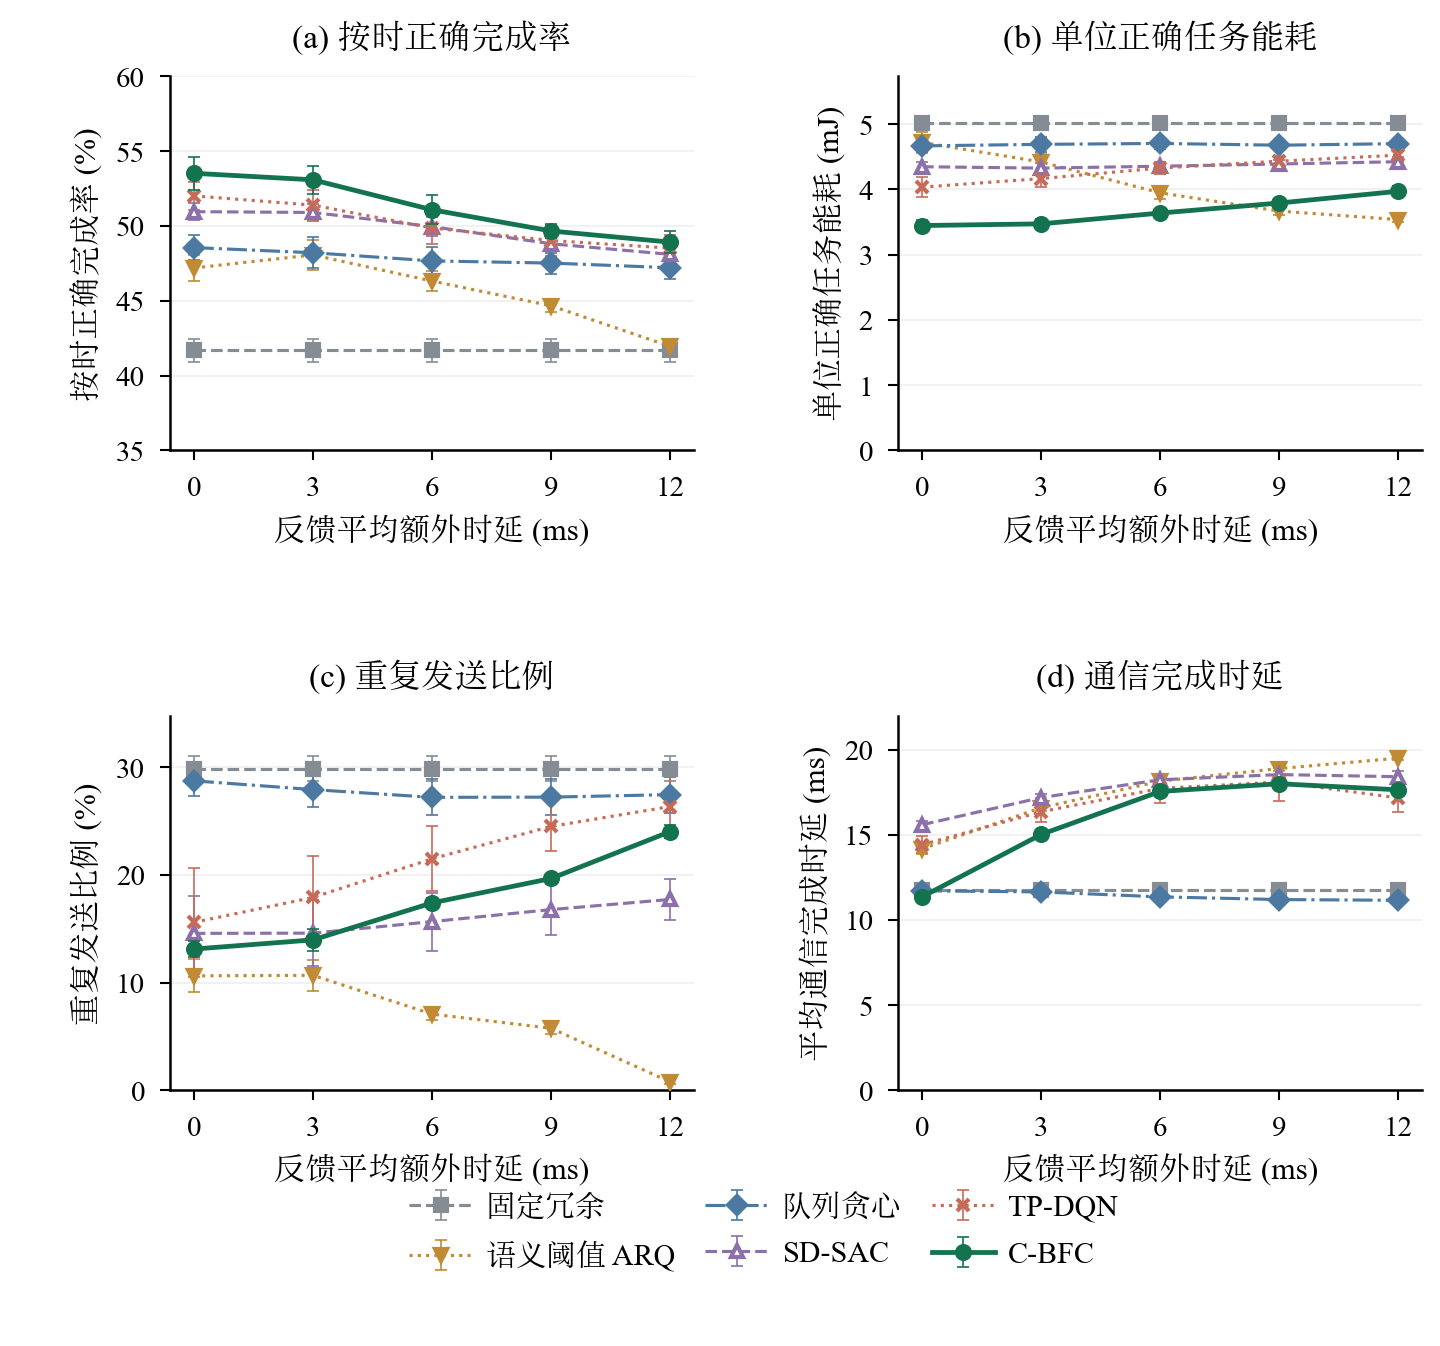 (a) 按时正确完成率
(b) 单位正确任务能耗
按时正确完成率 (%)
60
55
50
45
40
35
0 3 6 9 12
反馈平均额外时延 (ms)
单位正确任务能耗 (mJ)
5
4
3
2
1
0
0 3 6 9 12
反馈平均额外时延 (ms)
(c) 重复发送比例
(d) 通信完成时延
重复发送比例 (%)
30
20
10
0
0 3 6 9 12
反馈平均额外时延 (ms)
平均通信完成时延 (ms)
20
15
10
5
0
0 3 6 9 12
反馈平均额外时延 (ms)
固定冗余 队列贪心 TP-DQN
语义阈值 ARQ SD-SAC C-BFC